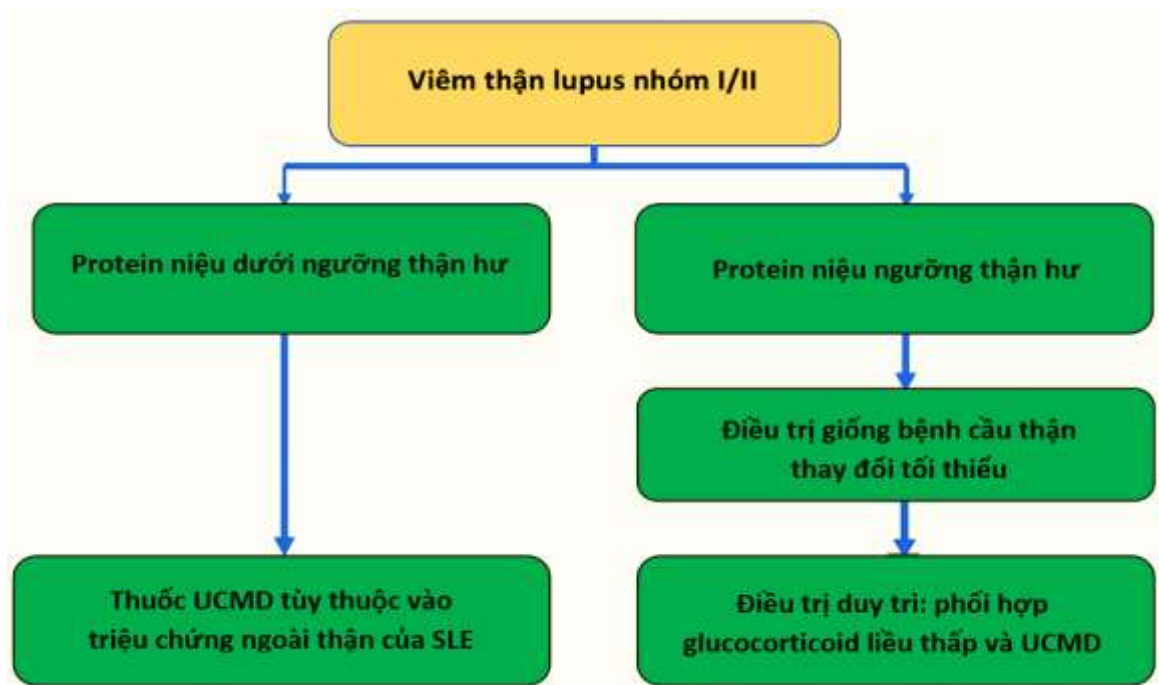 Viêm thận lupus nhóm I/II
Protein niệu dưới ngưỡng thận hư
Protein niệu ngưỡng thận hư
Điều trị giống bệnh cầu thận
thay đổi tối thiểu
Thuốc UCMD tùy thuộc vào
triệu chứng ngoài thận của SLE
Điều trị duy trì: phối hợp
glucocorticoid liều thấp và UCMD